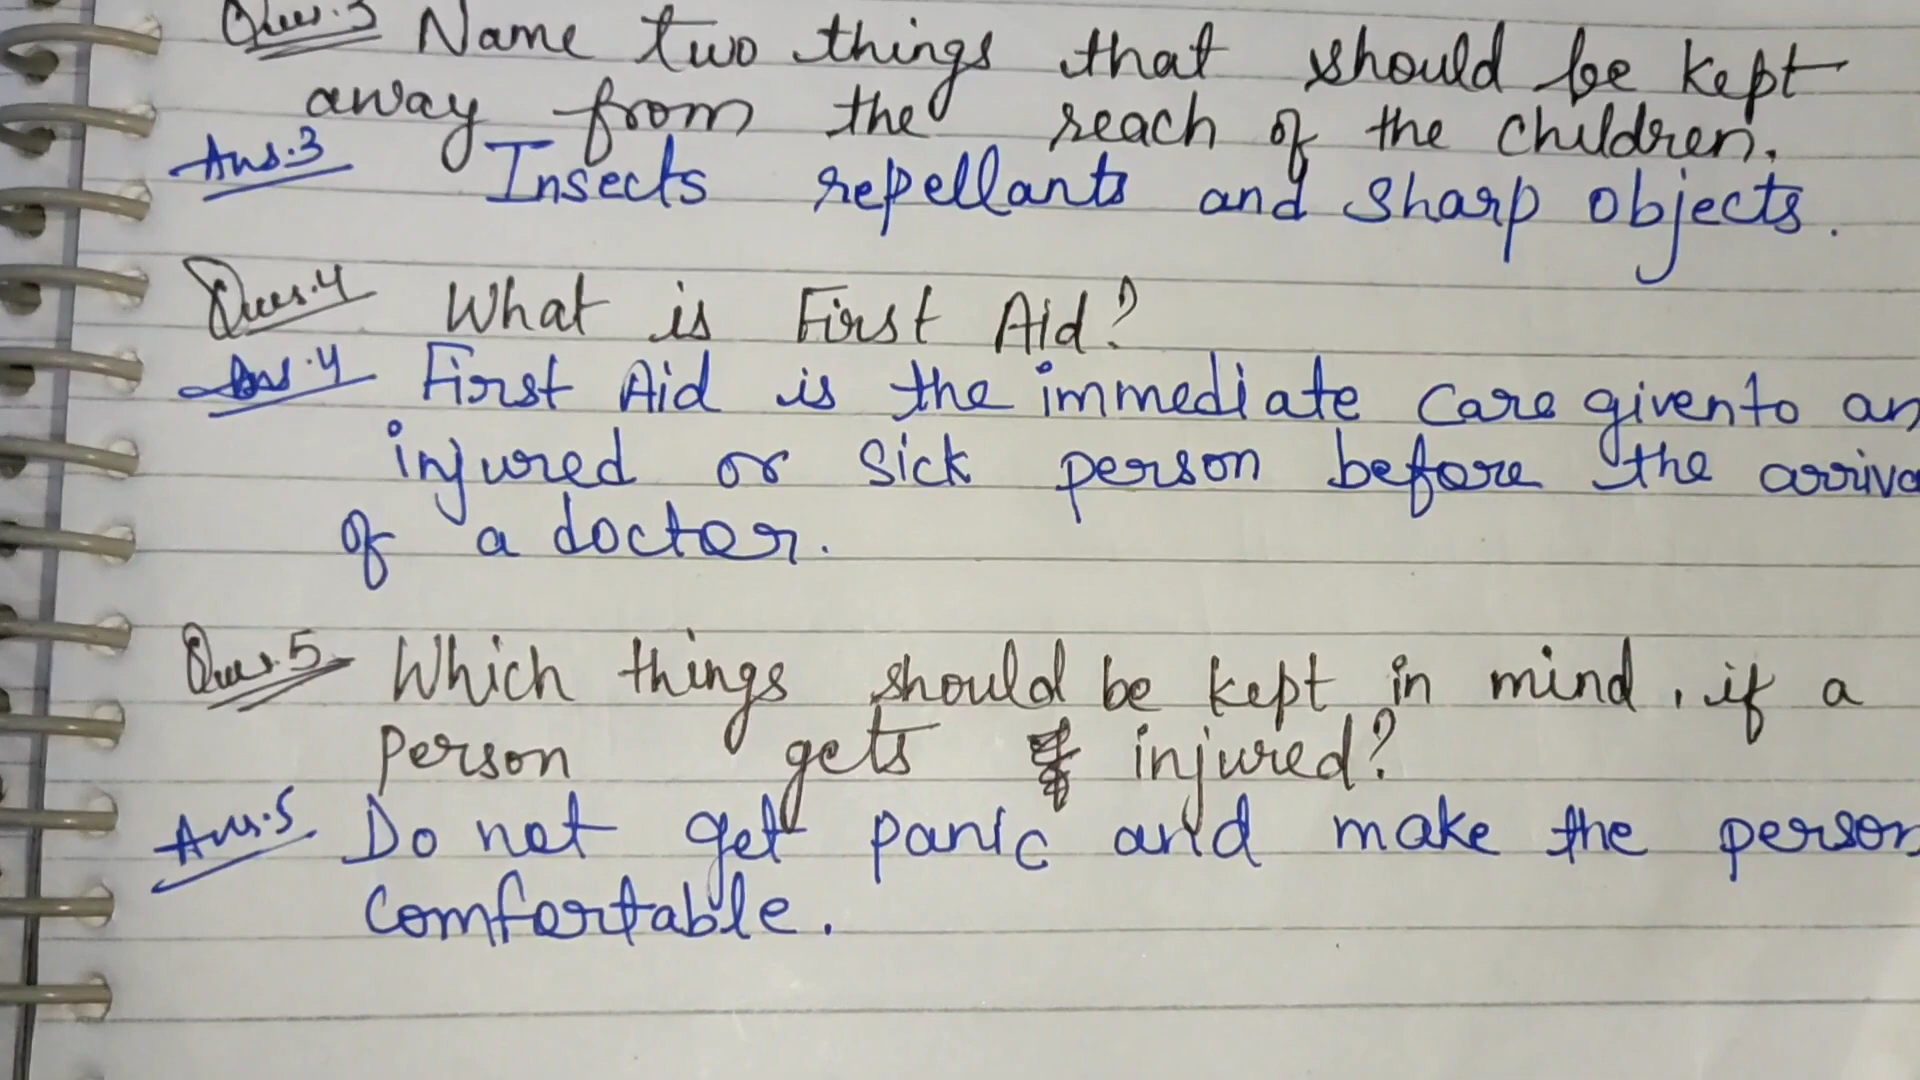 Ques.3 Name two things that should be kept
away from the reach of the children.
Ans.3 Insects repellants and sharp objects.
Ques.4 What is First Aid?
Ans.4 First Aid is the immediate care given to an
injured or sick person before the arriva
of a doctor.
Ques.5 Which things should be kept in mind, if a
person gets injured?
Ans.5 Do not get panic and make the person
comfortable.